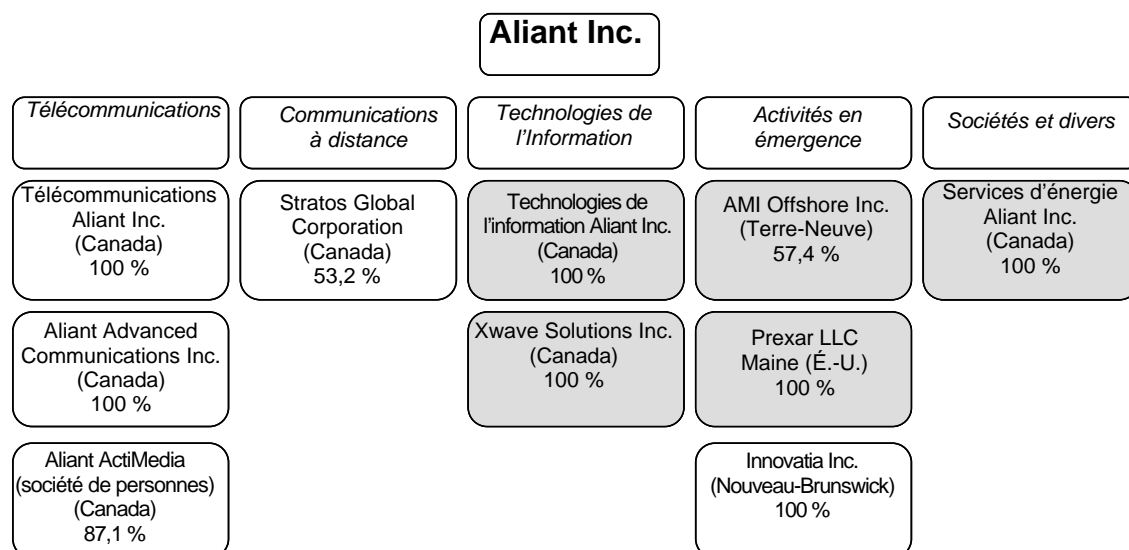 Aliant Inc.
Télécommunications
Communications
à distance
Technologies de
l'Information
Activités en
émergence
Sociétés et divers
Télécommunications
Aliant Inc.
(Canada)
100 %
Stratos Global
Corporation
(Canada)
53,2 %
Technologies de
l'information Aliant Inc.
(Canada)
100 %
AMI Offshore Inc.
(Terre-Neuve)
57,4 %
Services d'énergie
Aliant Inc.
(Canada)
100 %
Aliant Advanced
Communications Inc.
(Canada)
100 %
Xwave Solutions Inc.
(Canada)
100 %
Prexar LLC
Maine (É.-U.)
100 %
Aliant ActiMedia
(société de personnes)
(Canada)
87,1 %
Innovatia Inc.
(Nouveau-Brunswick)
100 %